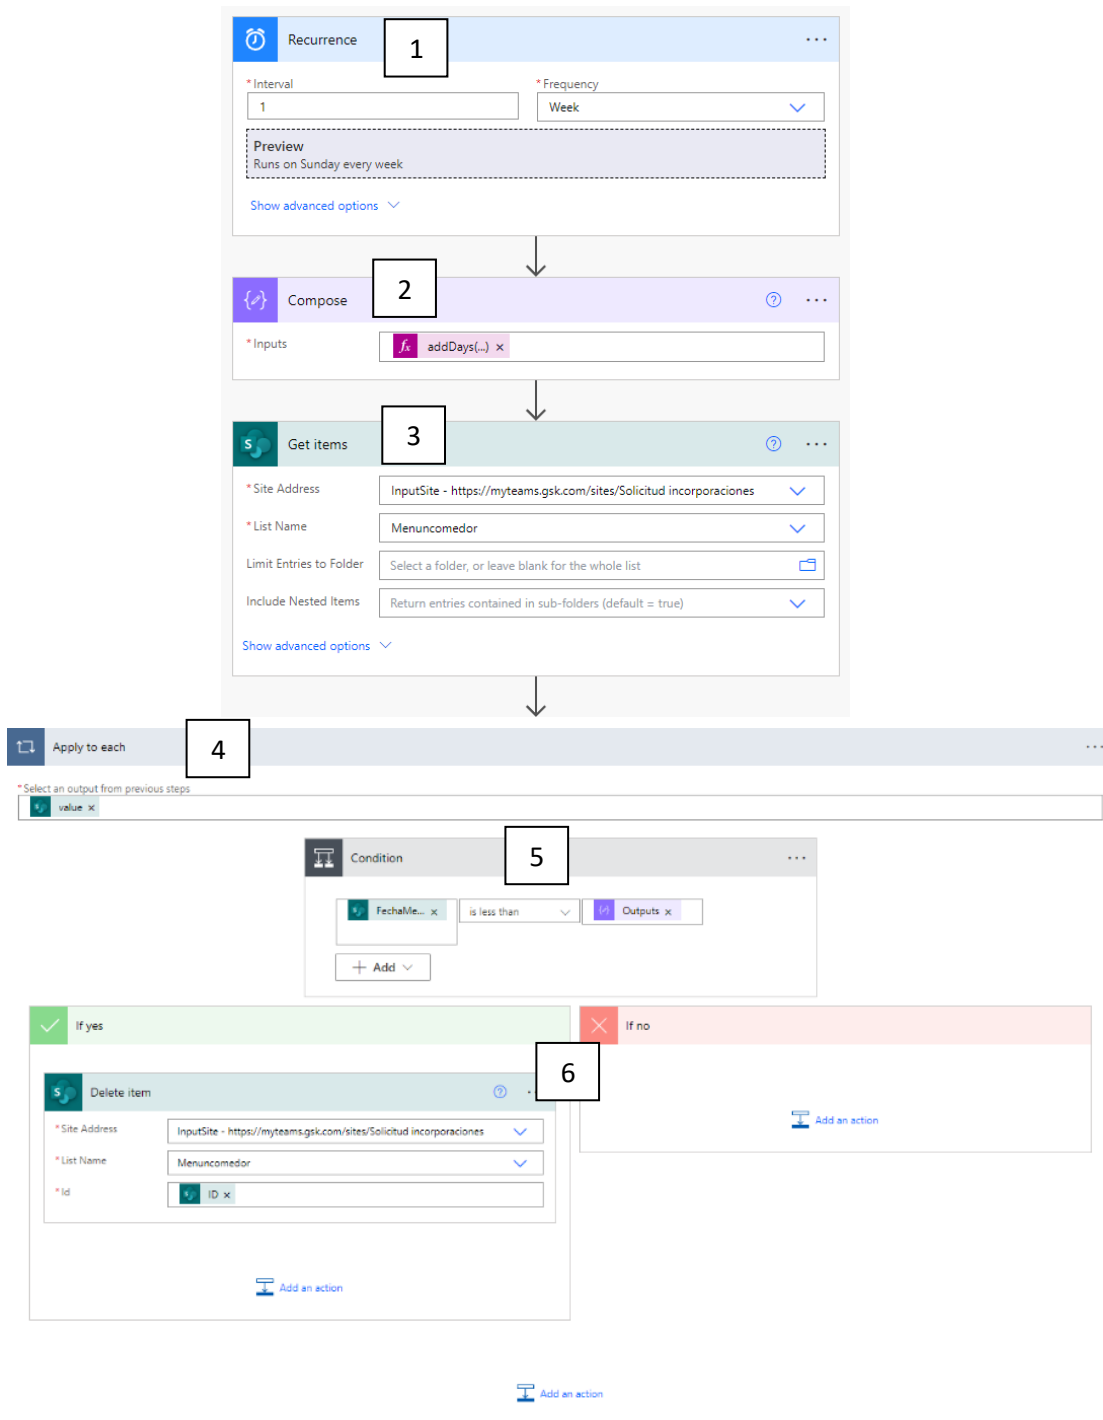 Recurrence
1
* Interval
* Frequency
1
Week
Preview
Runs on Sunday every week
Show advanced options
Compose
2
* Inputs
fx addDays(...) ×
Get items
3
* Site Address
InputSite - https://myteams.gsk.com/sites/Solicitud incorporaciones
* List Name
Menuncomedor
Limit Entries to Folder
Select a folder, or leave blank for the whole list
Include Nested Items
Return entries contained in sub-folders (default = true)
Show advanced options
Apply to each
4
* Select an output from previous steps
value ×
Condition
5
FechaMe... ×
is less than
Outputs ×
+ Add
If yes
If no
6
Delete item
* Site Address
InputSite - https://myteams.gsk.com/sites/Solicitud incorporaciones
* List Name
Menuncomedor
* Id
ID ×
Add an action
Add an action
Add an action